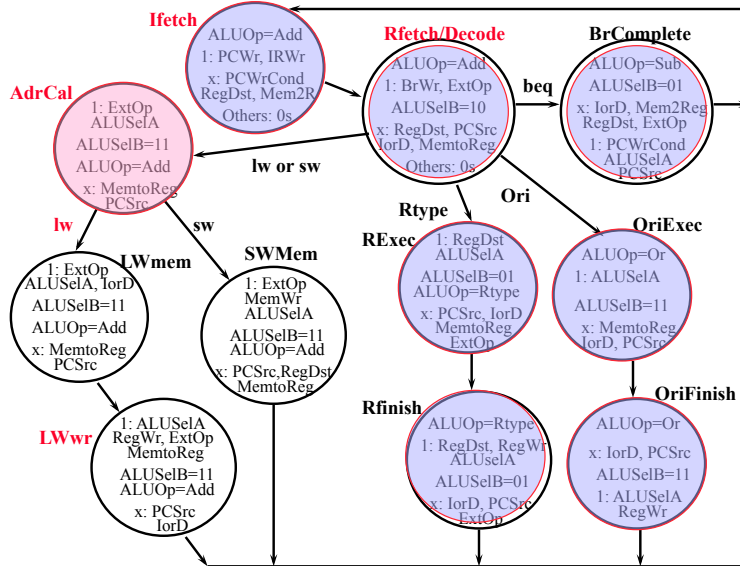 Ifetch
ALUOp=Add
1: PCWr, IRWr
x: PCWrCond
RegDst, Mem2R
Others: 0s
Rfetch/Decode
ALUOp=Add
1: BrWr, ExtOp
ALUSelB=10
x: RegDst, PCSrc
IorD, MemtoReg
Others: 0s
beq
BrComplete
ALUOp=Sub
ALUSelB=01
x: IorD, Mem2Reg
RegDst, ExtOp
1: PCWrCond
ALUSelA
PCSrc
AdrCal
1: ExtOp
ALUSelA
ALUSelB=11
ALUOp=Add
x: MemtoReg
PCSrc
lw or sw
lw
sw
Rtype
Ori
LWmem
1: ExtOp
ALUSelA, IorD
ALUSelB=11
ALUOp=Add
x: MemtoReg
PCSrc
SWMem
1: ExtOp
MemWr
ALUSelA
ALUSelB=11
ALUOp=Add
x: PCSrc,RegDst
MemtoReg
RExec
1: RegDst
ALUSelA
ALUSelB=01
ALUOp=Rtype
x: PCSrc, IorD
MemtoReg
ExtOp
OriExec
ALUOp=Or
1: ALUSelA
ALUSelB=11
x: MemtoReg
IorD, PCSrc
LWwr
1: ALUSelA
RegWr, ExtOp
MemtoReg
ALUSelB=11
ALUOp=Add
x: PCSrc
IorD
Rfinish
ALUOp=Rtype
1: RegDst, RegWr
ALUselA
ALUSelB=01
x: IorD, PCSrc
ExtOp
OriFinish
ALUOp=Or
x: IorD, PCSrc
ALUSelB=11
1: ALUSelA
RegWr